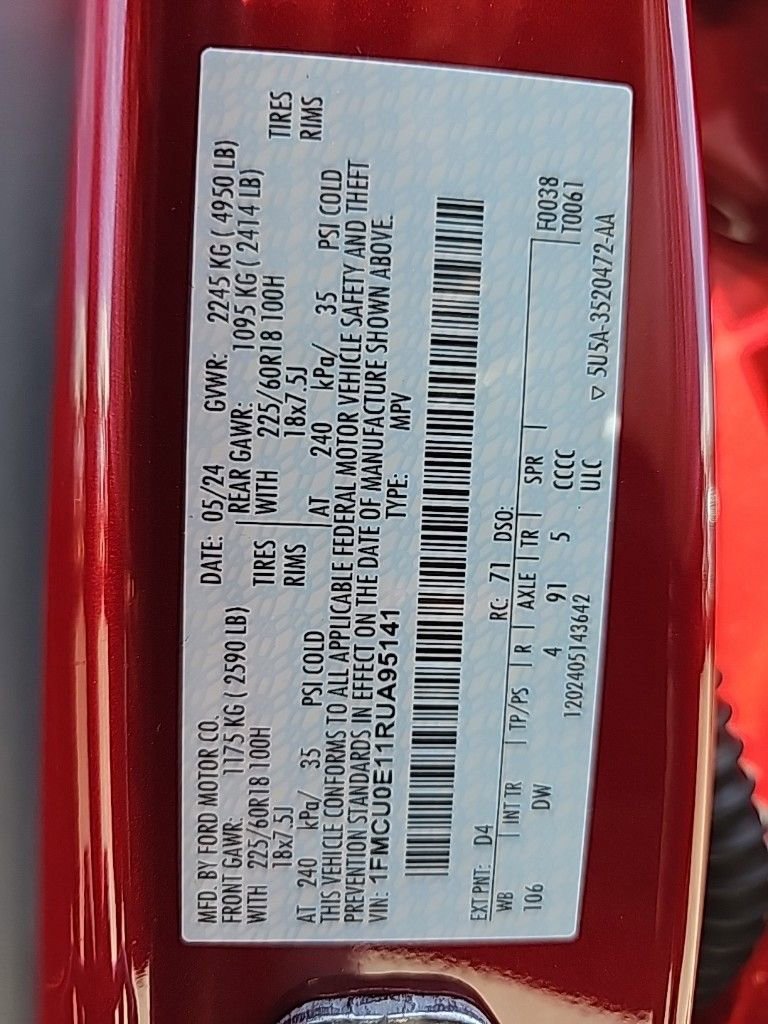 MFD. BY FORD MOTOR CO.
DATE: 05/24 GVWR: 2245 KG ( 4950 LB)
FRONT GAWR: 1175 KG ( 2590 LB) REAR GAWR: 1095 KG ( 2414 LB)
WITH 225/60R18 100H TIRES WITH 225/60R18 100H TIRES
18x7.5J RIMS 18x7.5J RIMS
AT 240 kPa/ 35 PSI COLD AT 240 kPa/ 35 PSI COLD
THIS VEHICLE CONFORMS TO ALL APPLICABLE FEDERAL MOTOR VEHICLE SAFETY AND THEFT
PREVENTION STANDARDS IN EFFECT ON THE DATE OF MANUFACTURE SHOWN ABOVE.
VIN: 1FMCU0E11RUA95141 TYPE: MPV
EXT PNT: D4 RC: 71 DSO: F0038
WB | INT TR | TP/PS | R | AXLE | TR | SPR | T0061
106 DW 4 91 5 CCCC
1202405143642 ULC
▽ 5U5A-3520472-AA